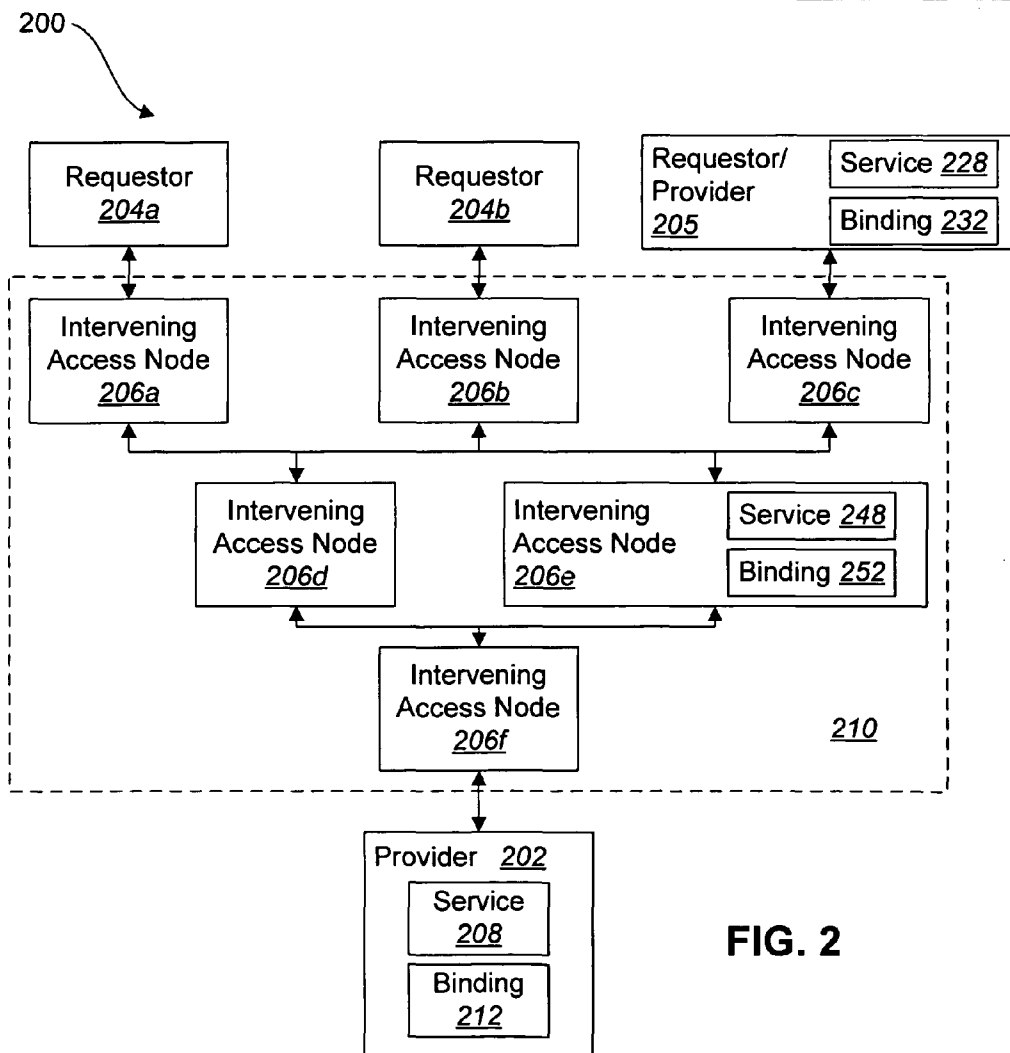 200
Requestor
204a
Requestor
204b
Requestor/
Provider
205
Service 228
Binding 232
Intervening
Access Node
206a
Intervening
Access Node
206b
Intervening
Access Node
206c
Intervening
Access Node
206d
Intervening
Access Node
206e
Service 248
Binding 252
Intervening
Access Node
206f
210
Provider 202
Service
208
Binding
212
FIG. 2